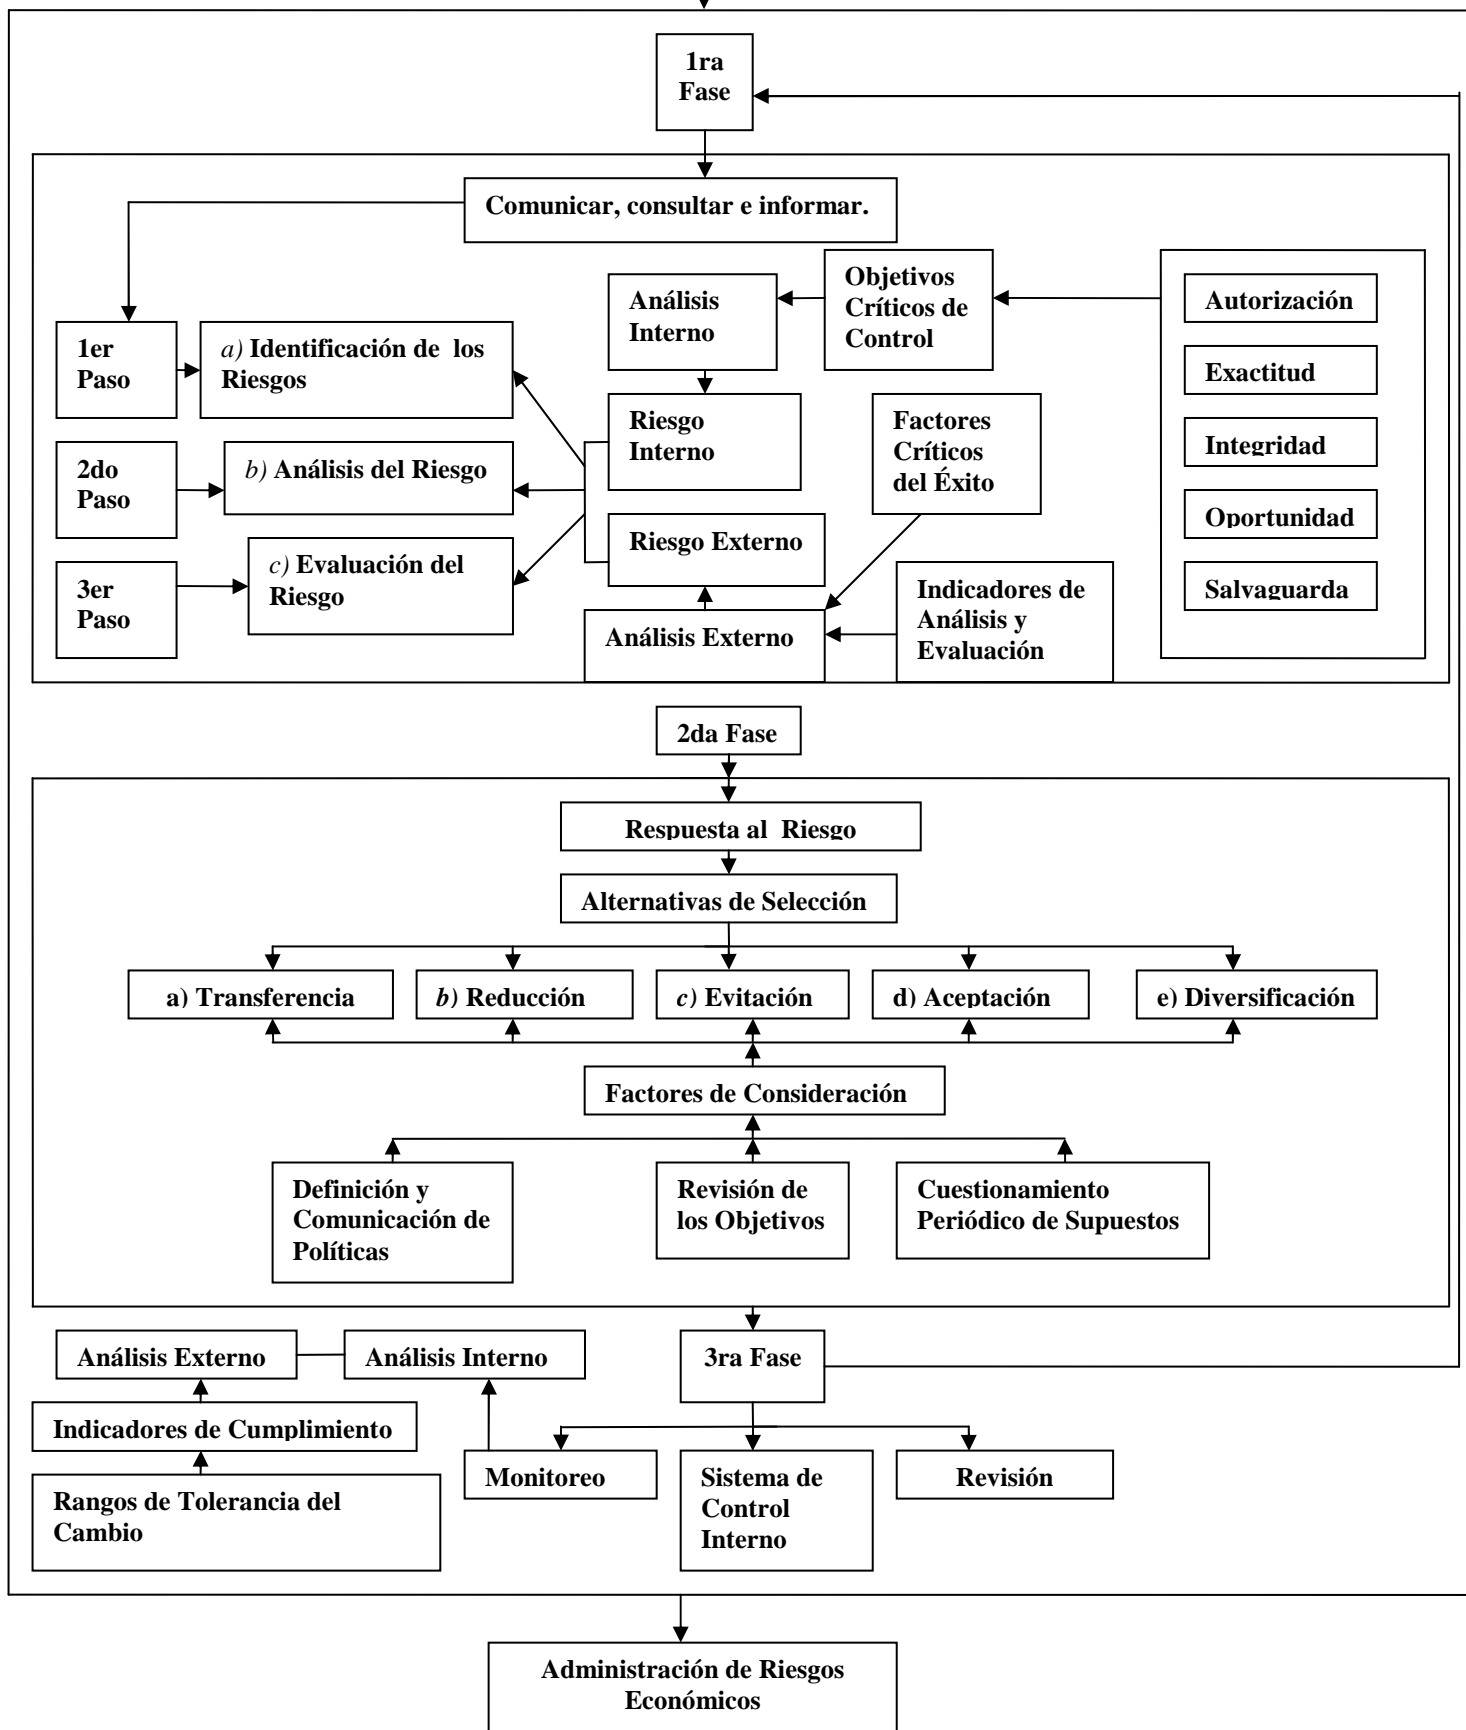 1ra
Fase
Comunicar, consultar e informar.
Objetivos
Críticos de
Control
Análisis
Interno
Autorización
Exactitud
Integridad
Oportunidad
Salvaguarda
1er
Paso
a) Identificación de los
Riesgos
Riesgo
Interno
Factores
Críticos
del Éxito
2do
Paso
b) Análisis del Riesgo
Riesgo Externo
3er
Paso
c) Evaluación del
Riesgo
Análisis Externo
Indicadores de
Análisis y
Evaluación
2da Fase
Respuesta al Riesgo
Alternativas de Selección
a) Transferencia
b) Reducción
c) Evitación
d) Aceptación
e) Diversificación
Factores de Consideración
Definición y
Comunicación de
Políticas
Revisión de
los Objetivos
Cuestionamiento
Periódico de Supuestos
Análisis Externo
Análisis Interno
3ra Fase
Indicadores de Cumplimiento
Rangos de Tolerancia del
Cambio
Monitoreo
Sistema de
Control
Interno
Revisión
Administración de Riesgos
Económicos